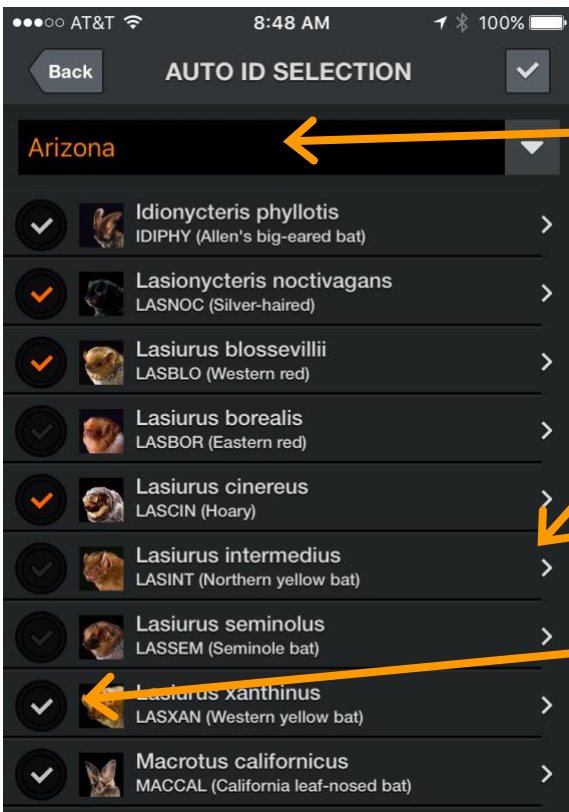 AT&T 8:48 AM 100%
Back AUTO ID SELECTION
Arizona
Idionycteris phyllotis
IDIPHY (Allen's big-eared bat)
Lasionycteris noctivagans
LASNOC (Silver-haired)
Lasiurus blossevillii
LASBLO (Western red)
Lasiurus borealis
LASBOR (Eastern red)
Lasiurus cinereus
LASCIN (Hoary)
Lasiurus intermedius
LASINT (Northern yellow bat)
Lasiurus seminolus
LASSEM (Seminole bat)
Lasiurus xanthinus
LASXAN (Western yellow bat)
Macrotus californicus
MACCAL (California leaf-nosed bat)